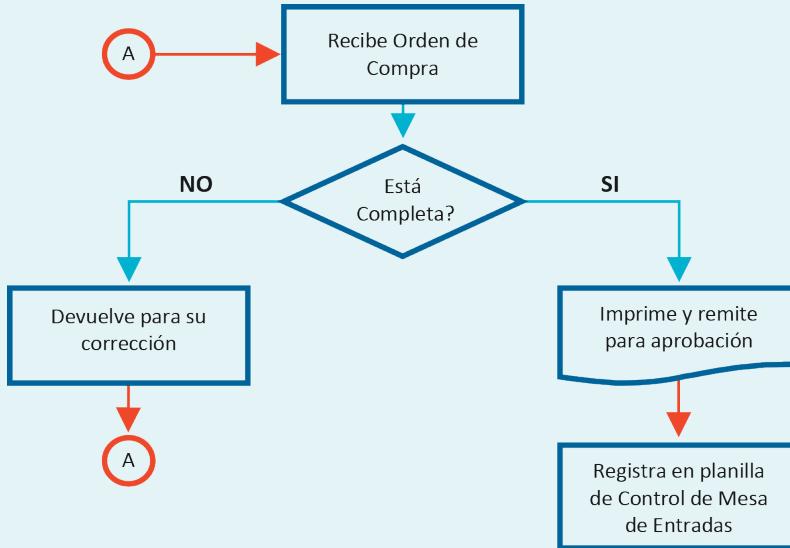 A
Recibe Orden de
Compra
NO
Está
Completa?
SI
Devuelve para su
corrección
Imprime y remite
para aprobación
A
Registra en planilla
de Control de Mesa
de Entradas